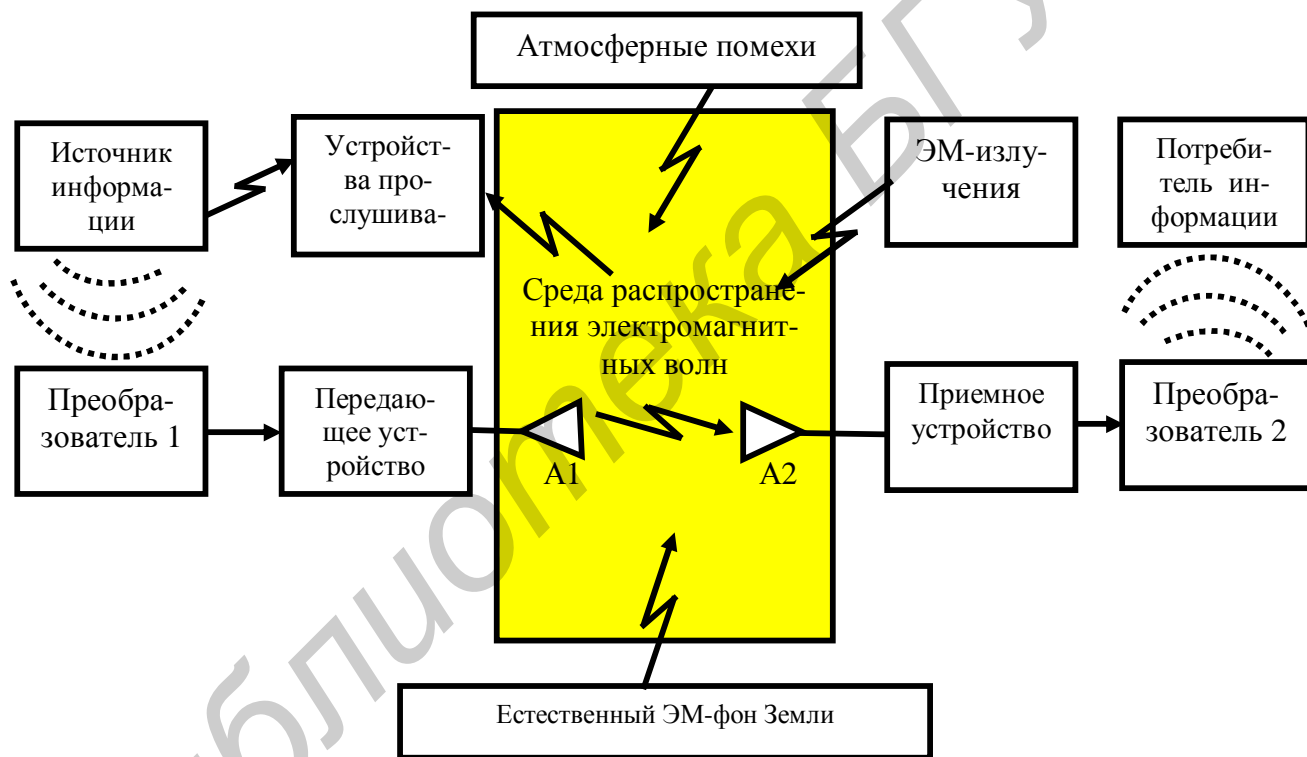 Атмосферные помехи
Источник
информа-
ции
Устройст-
ва про-
слушива-
ЭМ-излу-
чения
Потреби-
тель ин-
формации
Среда распростране-
ния электромагнит-
ных волн
Преобра-
зователь 1
Передаю-
щее уст-
ройство
А1
А2
Приемное
устройство
Преобра-
зователь 2
Естественный ЭМ-фон Земли
блиотека БГУ